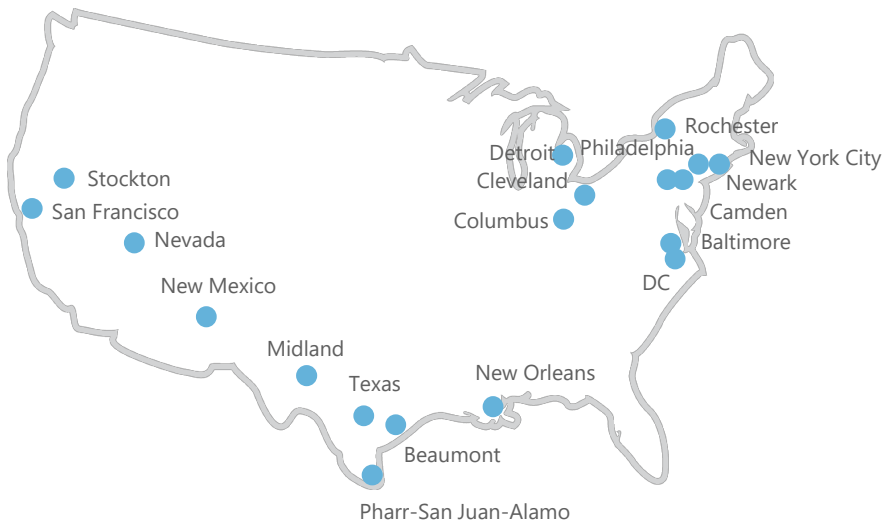 Rochester
Detroit
Philadelphia
New York City
Stockton
Cleveland
Newark
San Francisco
Columbus
Camden
Nevada
Baltimore
DC
New Mexico
Midland
New Orleans
Texas
Beaumont
Pharr-San Juan-Alamo